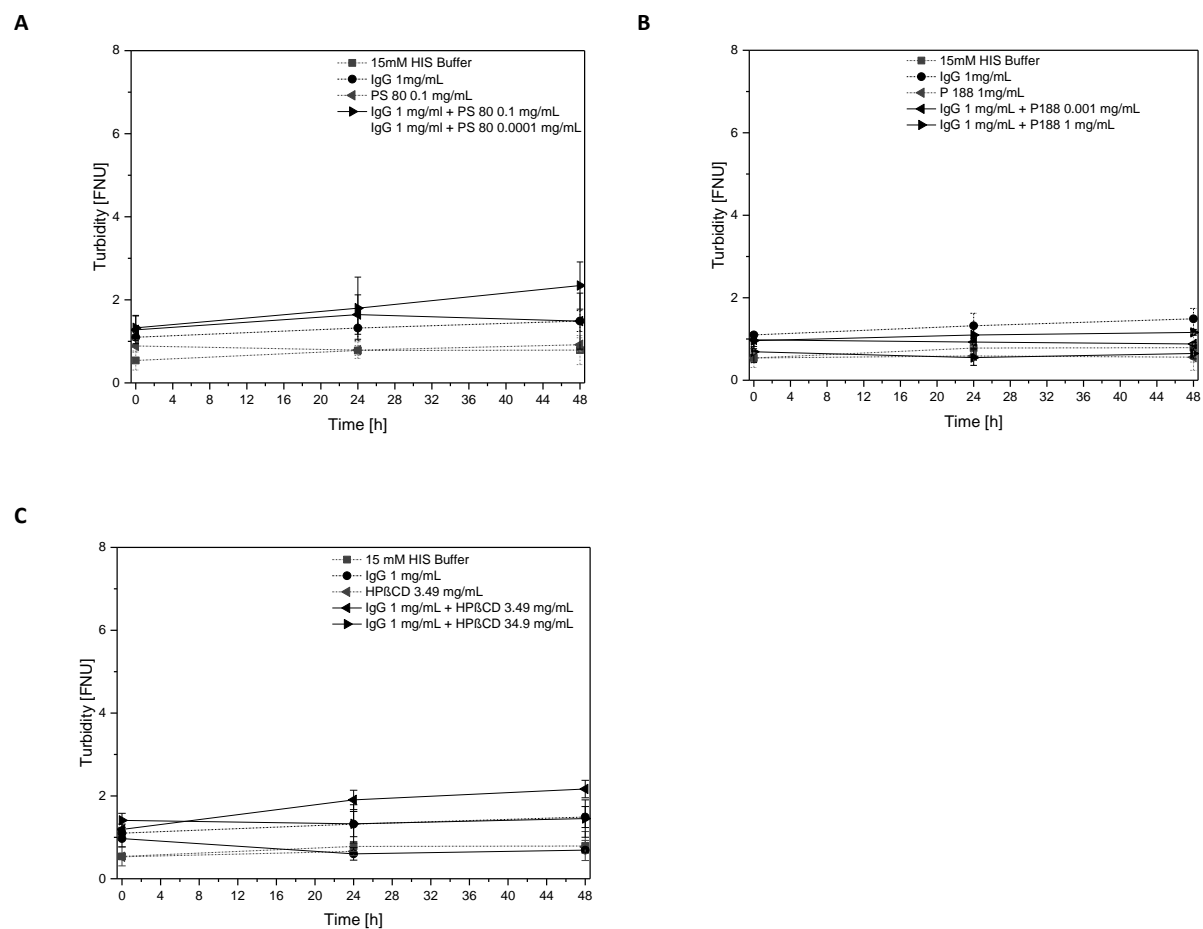 A
Turbidity [FNU]
8
6
4
2
0
15mM HIS Buffer
IgG 1mg/mL
PS 80 0.1 mg/mL
IgG 1 mg/ml + PS 80 0.1 mg/mL
IgG 1 mg/ml + PS 80 0.0001 mg/mL
0 4 8 12 16 20 24 28 32 36 40 44 48
Time [h]
B
Turbidity [FNU]
8
6
4
2
0
15mM HIS Buffer
IgG 1mg/mL
P 188 1mg/mL
IgG 1 mg/mL + P188 0.001 mg/mL
IgG 1 mg/mL + P188 1 mg/mL
0 4 8 12 16 20 24 28 32 36 40 44 48
Time [h]
C
Turbidity [FNU]
8
6
4
2
0
15 mM HIS Buffer
IgG 1 mg/mL
HPßCD 3.49 mg/mL
IgG 1 mg/mL + HPßCD 3.49 mg/mL
IgG 1 mg/mL + HPßCD 34.9 mg/mL
0 4 8 12 16 20 24 28 32 36 40 44 48
Time [h]